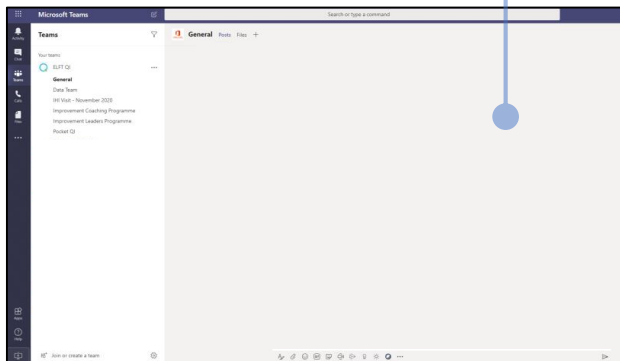 Microsoft Teams
Search or type a command
Activity
Chat
Teams
Calls
Files
Apps
Help
Teams
Your teams
ELFT QI
General
Data Team
IHI Visit - November 2020
Improvement Coaching Programme
Improvement Leaders Programme
Pocket QI
Join or create a team
General Posts Files +